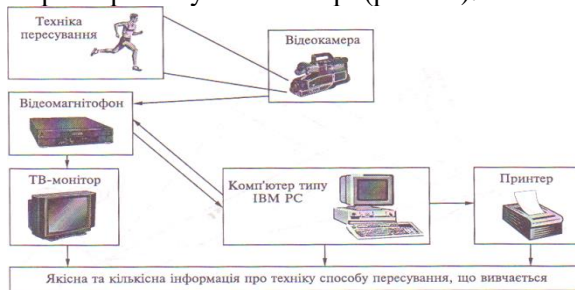 Техніка
пересування
Відеокамера
Відеомагнітофон
ТВ-монітор
Комп'ютер типу
IBM PC
Принтер
Якісна та кількісна інформація про техніку способу пересування, що вивчається